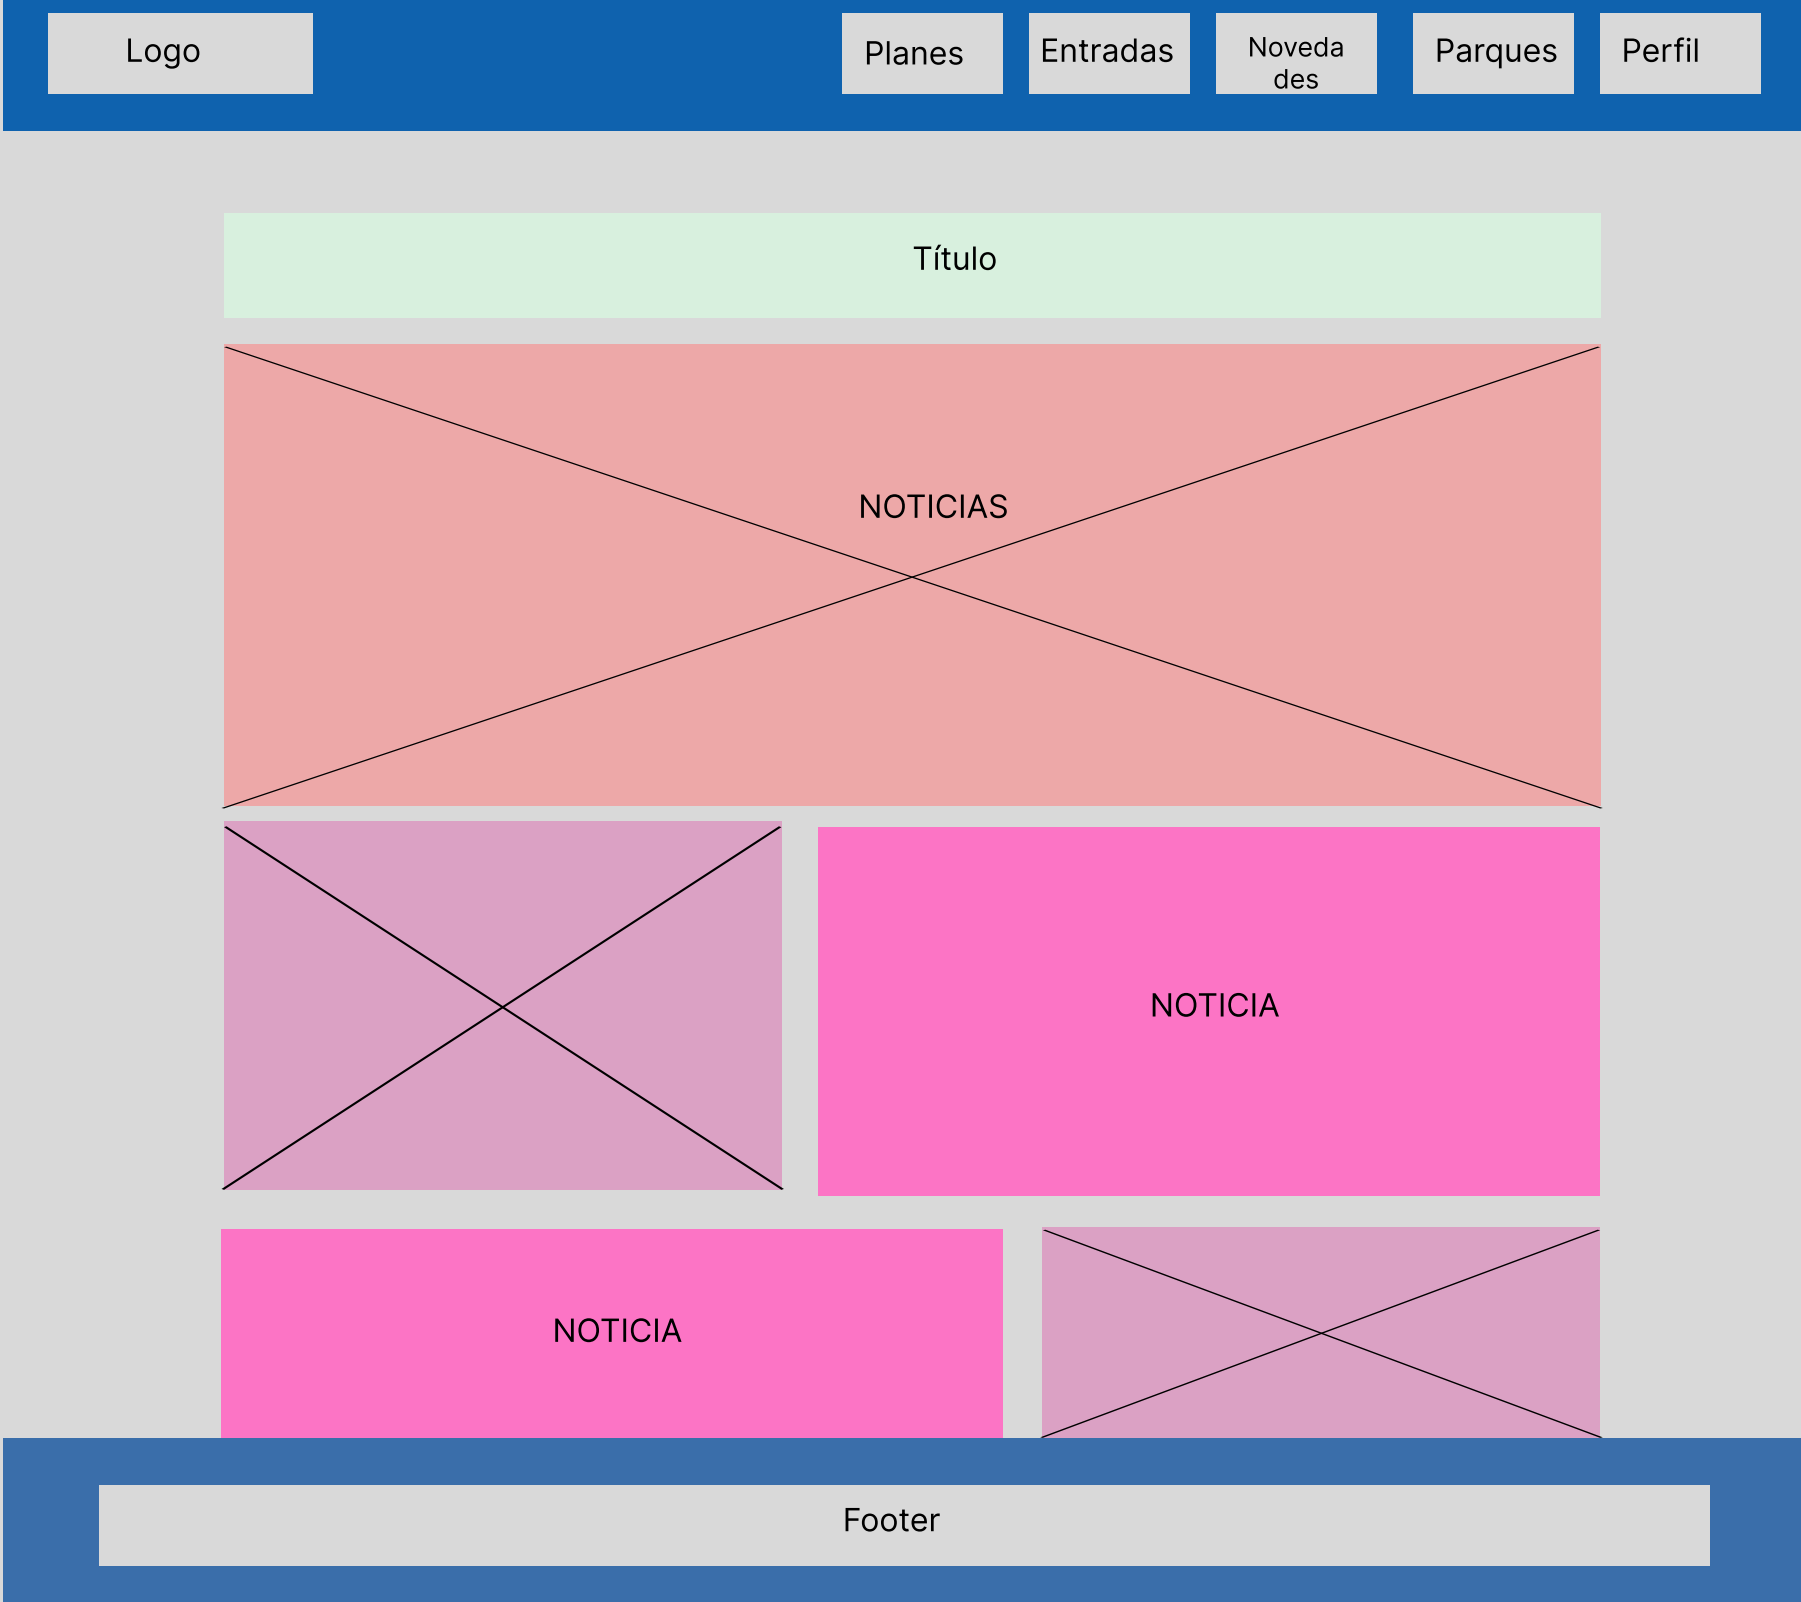 Logo
Planes
Entradas
Noveda
des
Parques
Perfil
Título
NOTICIAS
NOTICIA
NOTICIA
Footer